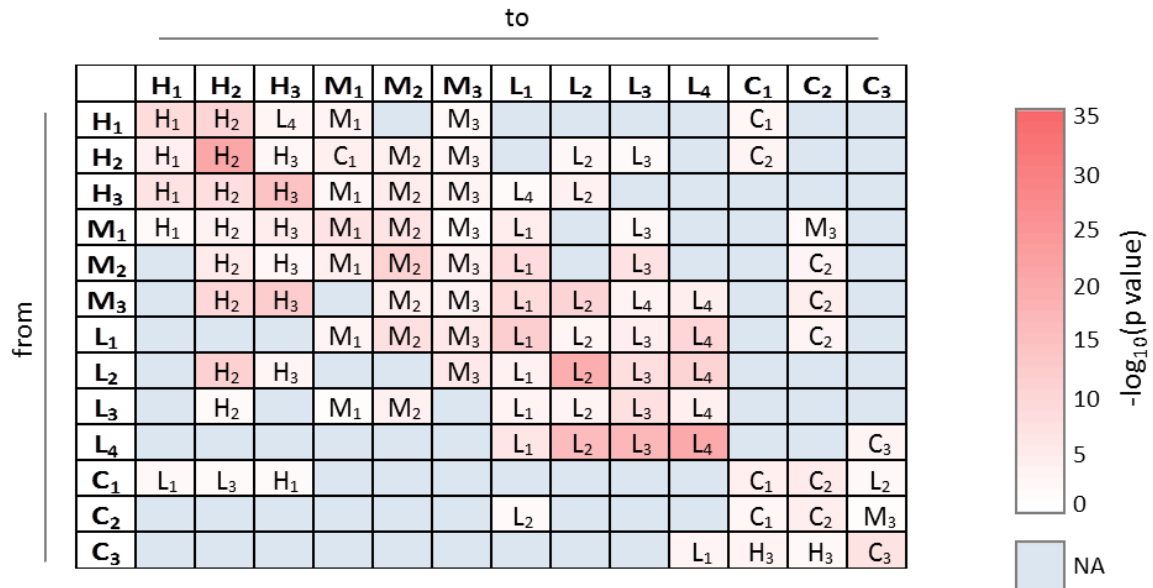 to
H₁ H₂ H₃ M₁ M₂ M₃ L₁ L₂ L₃ L₄ C₁ C₂ C₃
H₁ H₁ H₂ L₄ M₁ M₃ C₁
H₂ H₁ H₂ H₃ C₁ M₂ M₃ L₂ L₃ C₂
H₃ H₁ H₂ H₃ M₁ M₂ M₃ L₄ L₂
M₁ H₁ H₂ H₃ M₁ M₂ M₃ L₁ L₃ M₃
M₂ H₂ H₃ M₁ M₂ M₃ L₁ L₃ C₂
M₃ H₂ H₃ M₂ M₃ L₁ L₂ L₄ L₄ C₂
L₁ M₁ M₂ M₃ L₁ L₂ L₃ L₄ C₂
L₂ H₂ H₃ M₃ L₁ L₂ L₃ L₄
L₃ H₂ M₁ M₂ L₁ L₂ L₃ L₄
L₄ L₁ L₂ L₃ L₄ C₃
C₁ L₁ L₃ H₁ C₁ C₂ L₂
C₂ L₂ C₁ C₂ M₃
C₃ L₁ H₃ H₃ C₃
from
35
30
25
20
15
10
5
0
-log₁₀(p value)
NA